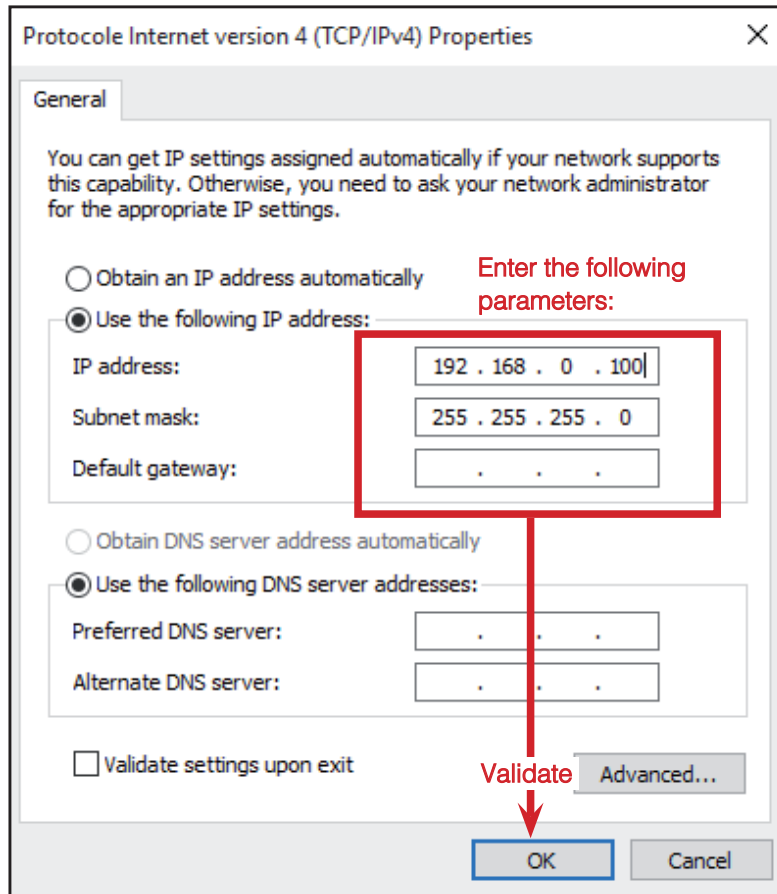 Protocole Internet version 4 (TCP/IPv4) Properties
General
You can get IP settings assigned automatically if your network supports
this capability. Otherwise, you need to ask your network administrator
for the appropriate IP settings.
Obtain an IP address automatically
Enter the following
parameters:
Use the following IP address:
IP address: 192 . 168 . 0 . 100
Subnet mask: 255 . 255 . 255 . 0
Default gateway: . . .
Obtain DNS server address automatically
Use the following DNS server addresses:
Preferred DNS server: . . .
Alternate DNS server: . . .
Validate settings upon exit
Validate
Advanced...
OK Cancel